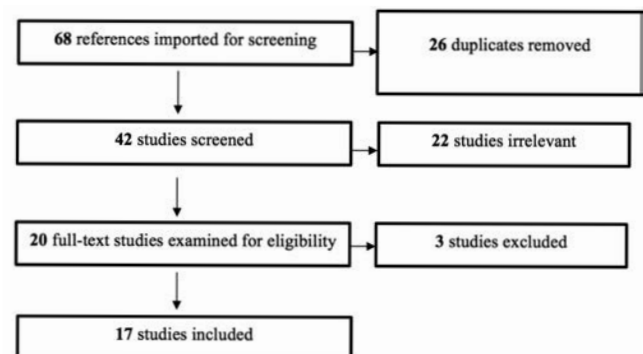 68 references imported for screening
26 duplicates removed
42 studies screened
22 studies irrelevant
20 full-text studies examined for eligibility
3 studies excluded
17 studies included